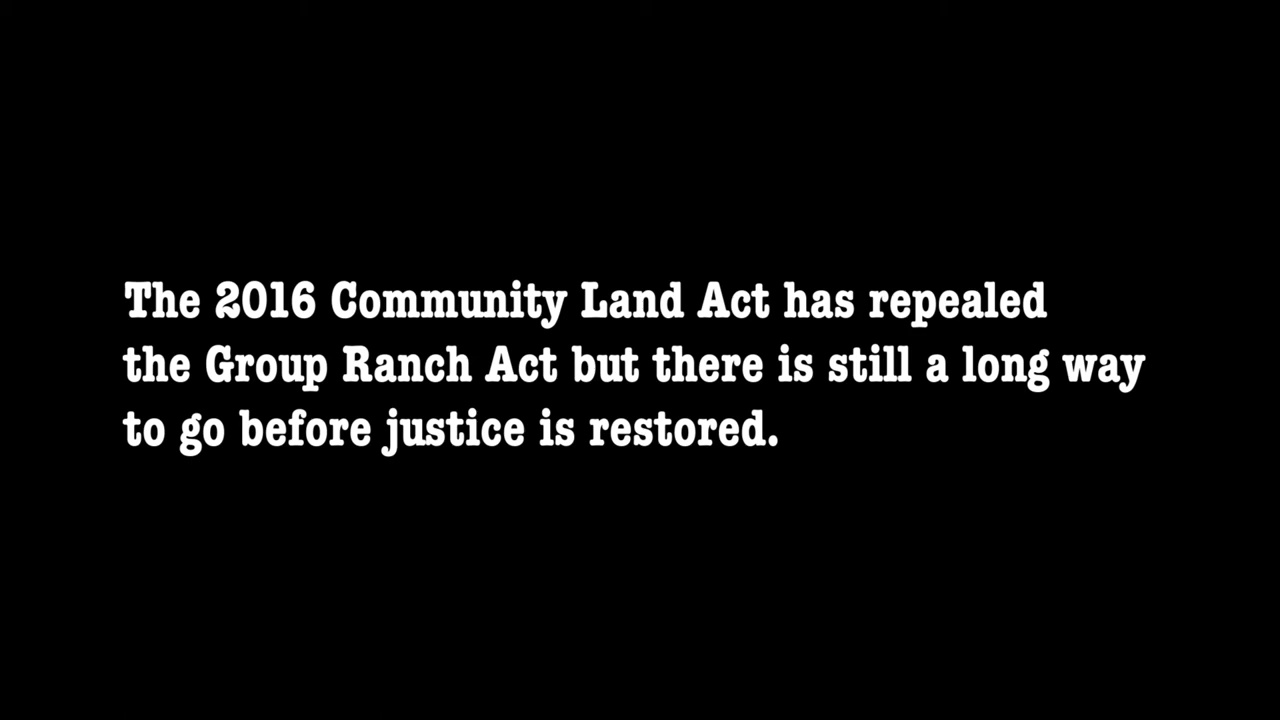 The 2016 Community Land Act has repealed
the Group Ranch Act but there is still a long way
to go before justice is restored.